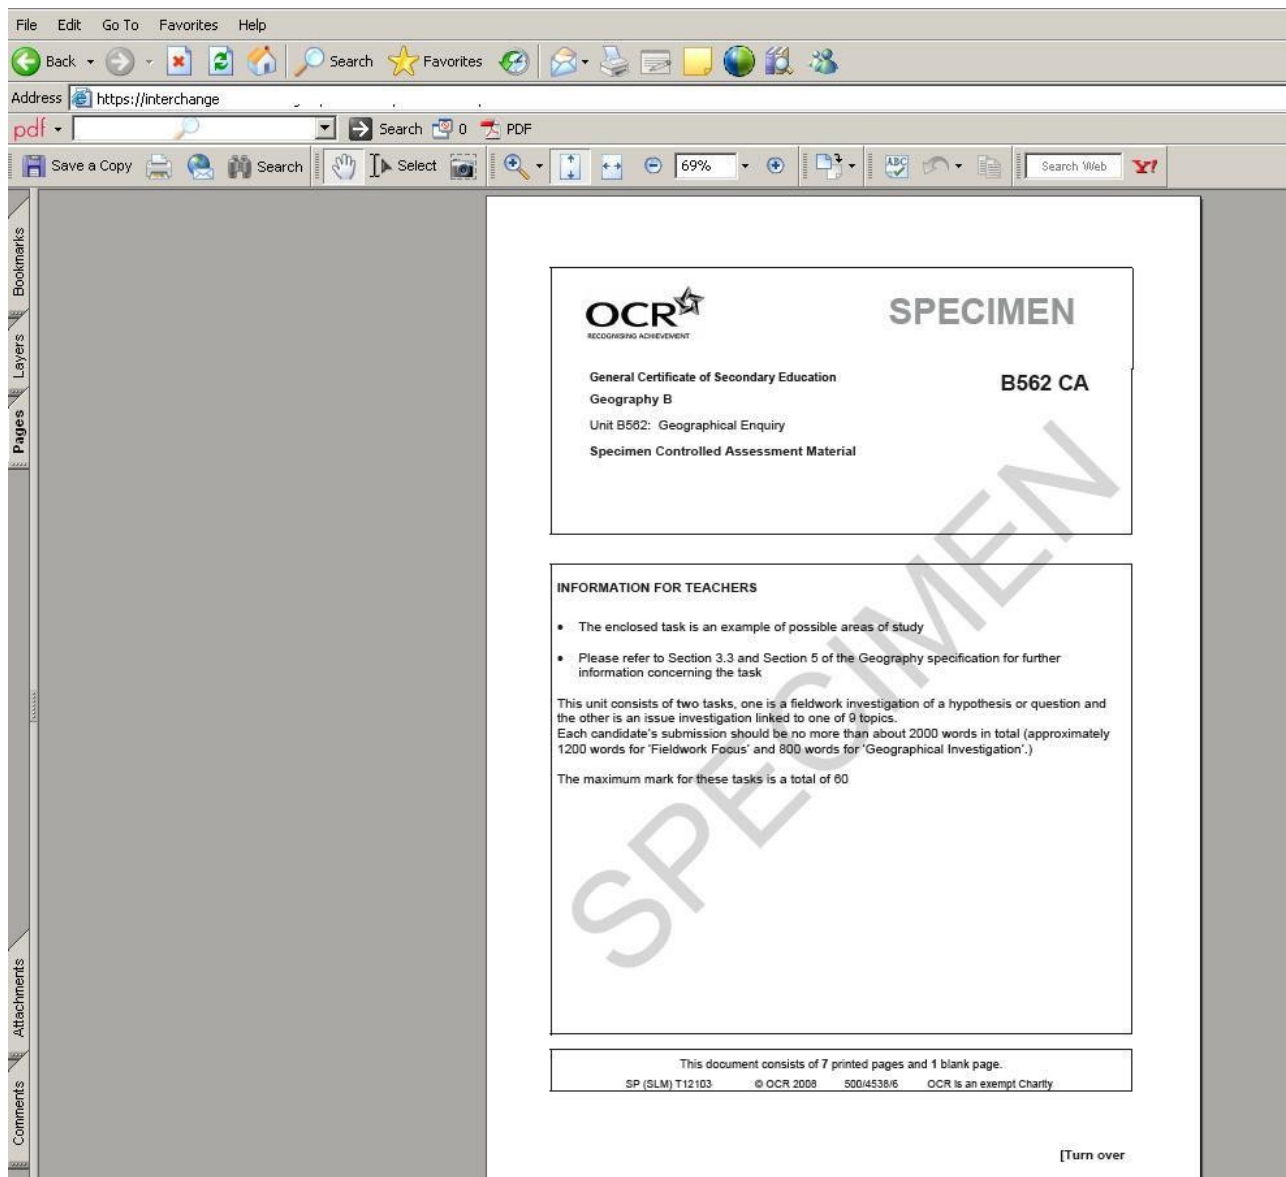 File Edit Go To Favorites Help
Back Search Favorites
Address https://interchange
pdf Search 0 PDF
Save a Copy Search Select 69% ABC Search Web Y!
Bookmarks
Layers
Pages
Attachments
Comments
OCR
RECOGNISING ACHIEVEMENT
SPECIMEN
General Certificate of Secondary Education
B562 CA
Geography B
Unit B562: Geographical Enquiry
Specimen Controlled Assessment Material
SPECIMEN
INFORMATION FOR TEACHERS
• The enclosed task is an example of possible areas of study
• Please refer to Section 3.3 and Section 5 of the Geography specification for further
information concerning the task
This unit consists of two tasks, one is a fieldwork investigation of a hypothesis or question and
the other is an issue investigation linked to one of 9 topics.
Each candidate's submission should be no more than about 2000 words in total (approximately
1200 words for 'Fieldwork Focus' and 800 words for 'Geographical Investigation'.)
The maximum mark for these tasks is a total of 60
This document consists of 7 printed pages and 1 blank page.
SP (SLM) T12103 © OCR 2008 500/4538/6 OCR is an exempt Charity
[Turn over